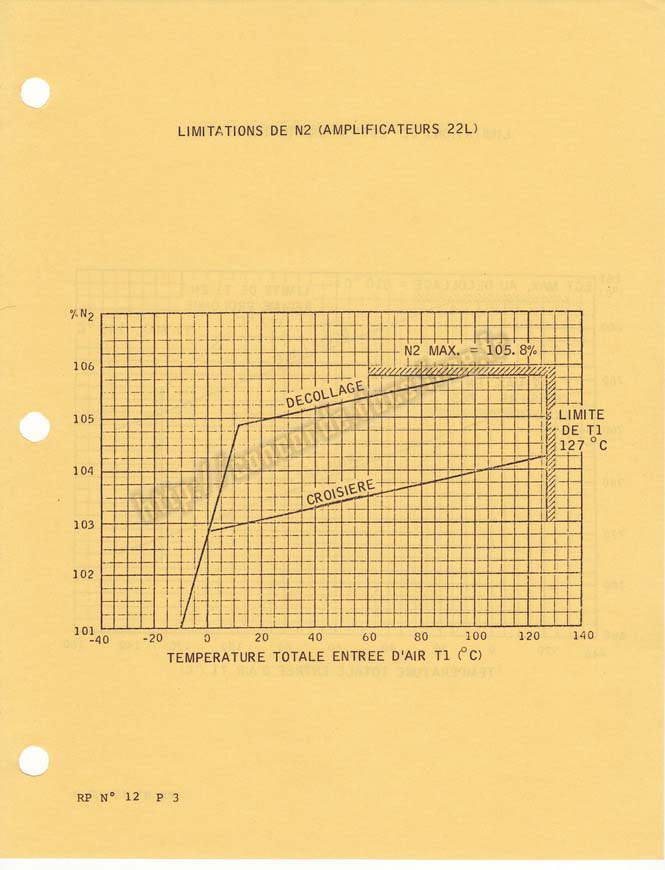 LIMITATIONS DE N2 (AMPLIFICATEURS 22L)
% N2
N2 MAX. = 105.8%
106
DECOLLAGE
105
LIMITE
DE T1
127 °C
104
CROISIERE
103
102
101
-40 -20 0 20 40 60 80 100 120 140
TEMPERATURE TOTALE ENTREE D'AIR T1 (°C)
RP N° 12 P 3